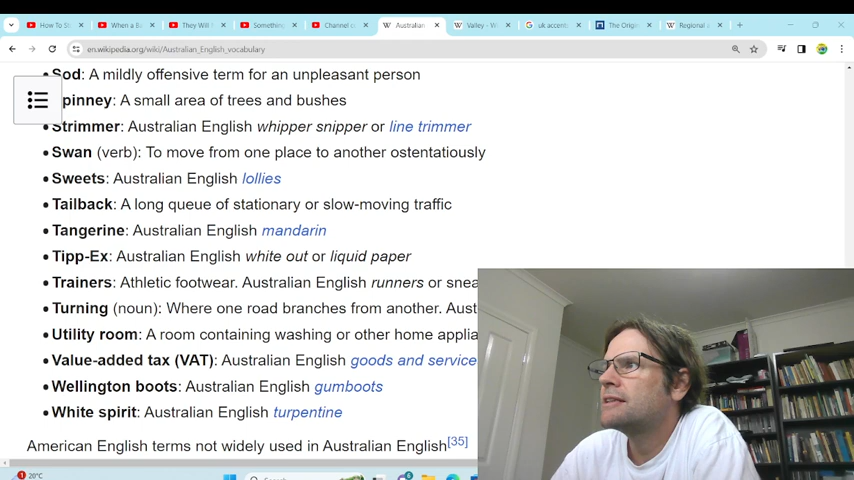 How To St
When a B
They Will
Something
Channel c
Australian
Valley - W
uk accent
The Origin
Regional a
en.wikipedia.org/wiki/Australian_English_vocabulary
Sod: A mildly offensive term for an unpleasant person
pinney: A small area of trees and bushes
Strimmer: Australian English whipper snipper or line trimmer
Swan (verb): To move from one place to another ostentatiously
Sweets: Australian English lollies
Tailback: A long queue of stationary or slow-moving traffic
Tangerine: Australian English mandarin
Tipp-Ex: Australian English white out or liquid paper
Trainers: Athletic footwear. Australian English runners or snea
Turning (noun): Where one road branches from another. Aust
Utility room: A room containing washing or other home applia
Value-added tax (VAT): Australian English goods and service
Wellington boots: Australian English gumboots
White spirit: Australian English turpentine
American English terms not widely used in Australian English[35]
1
20°C
Search
6